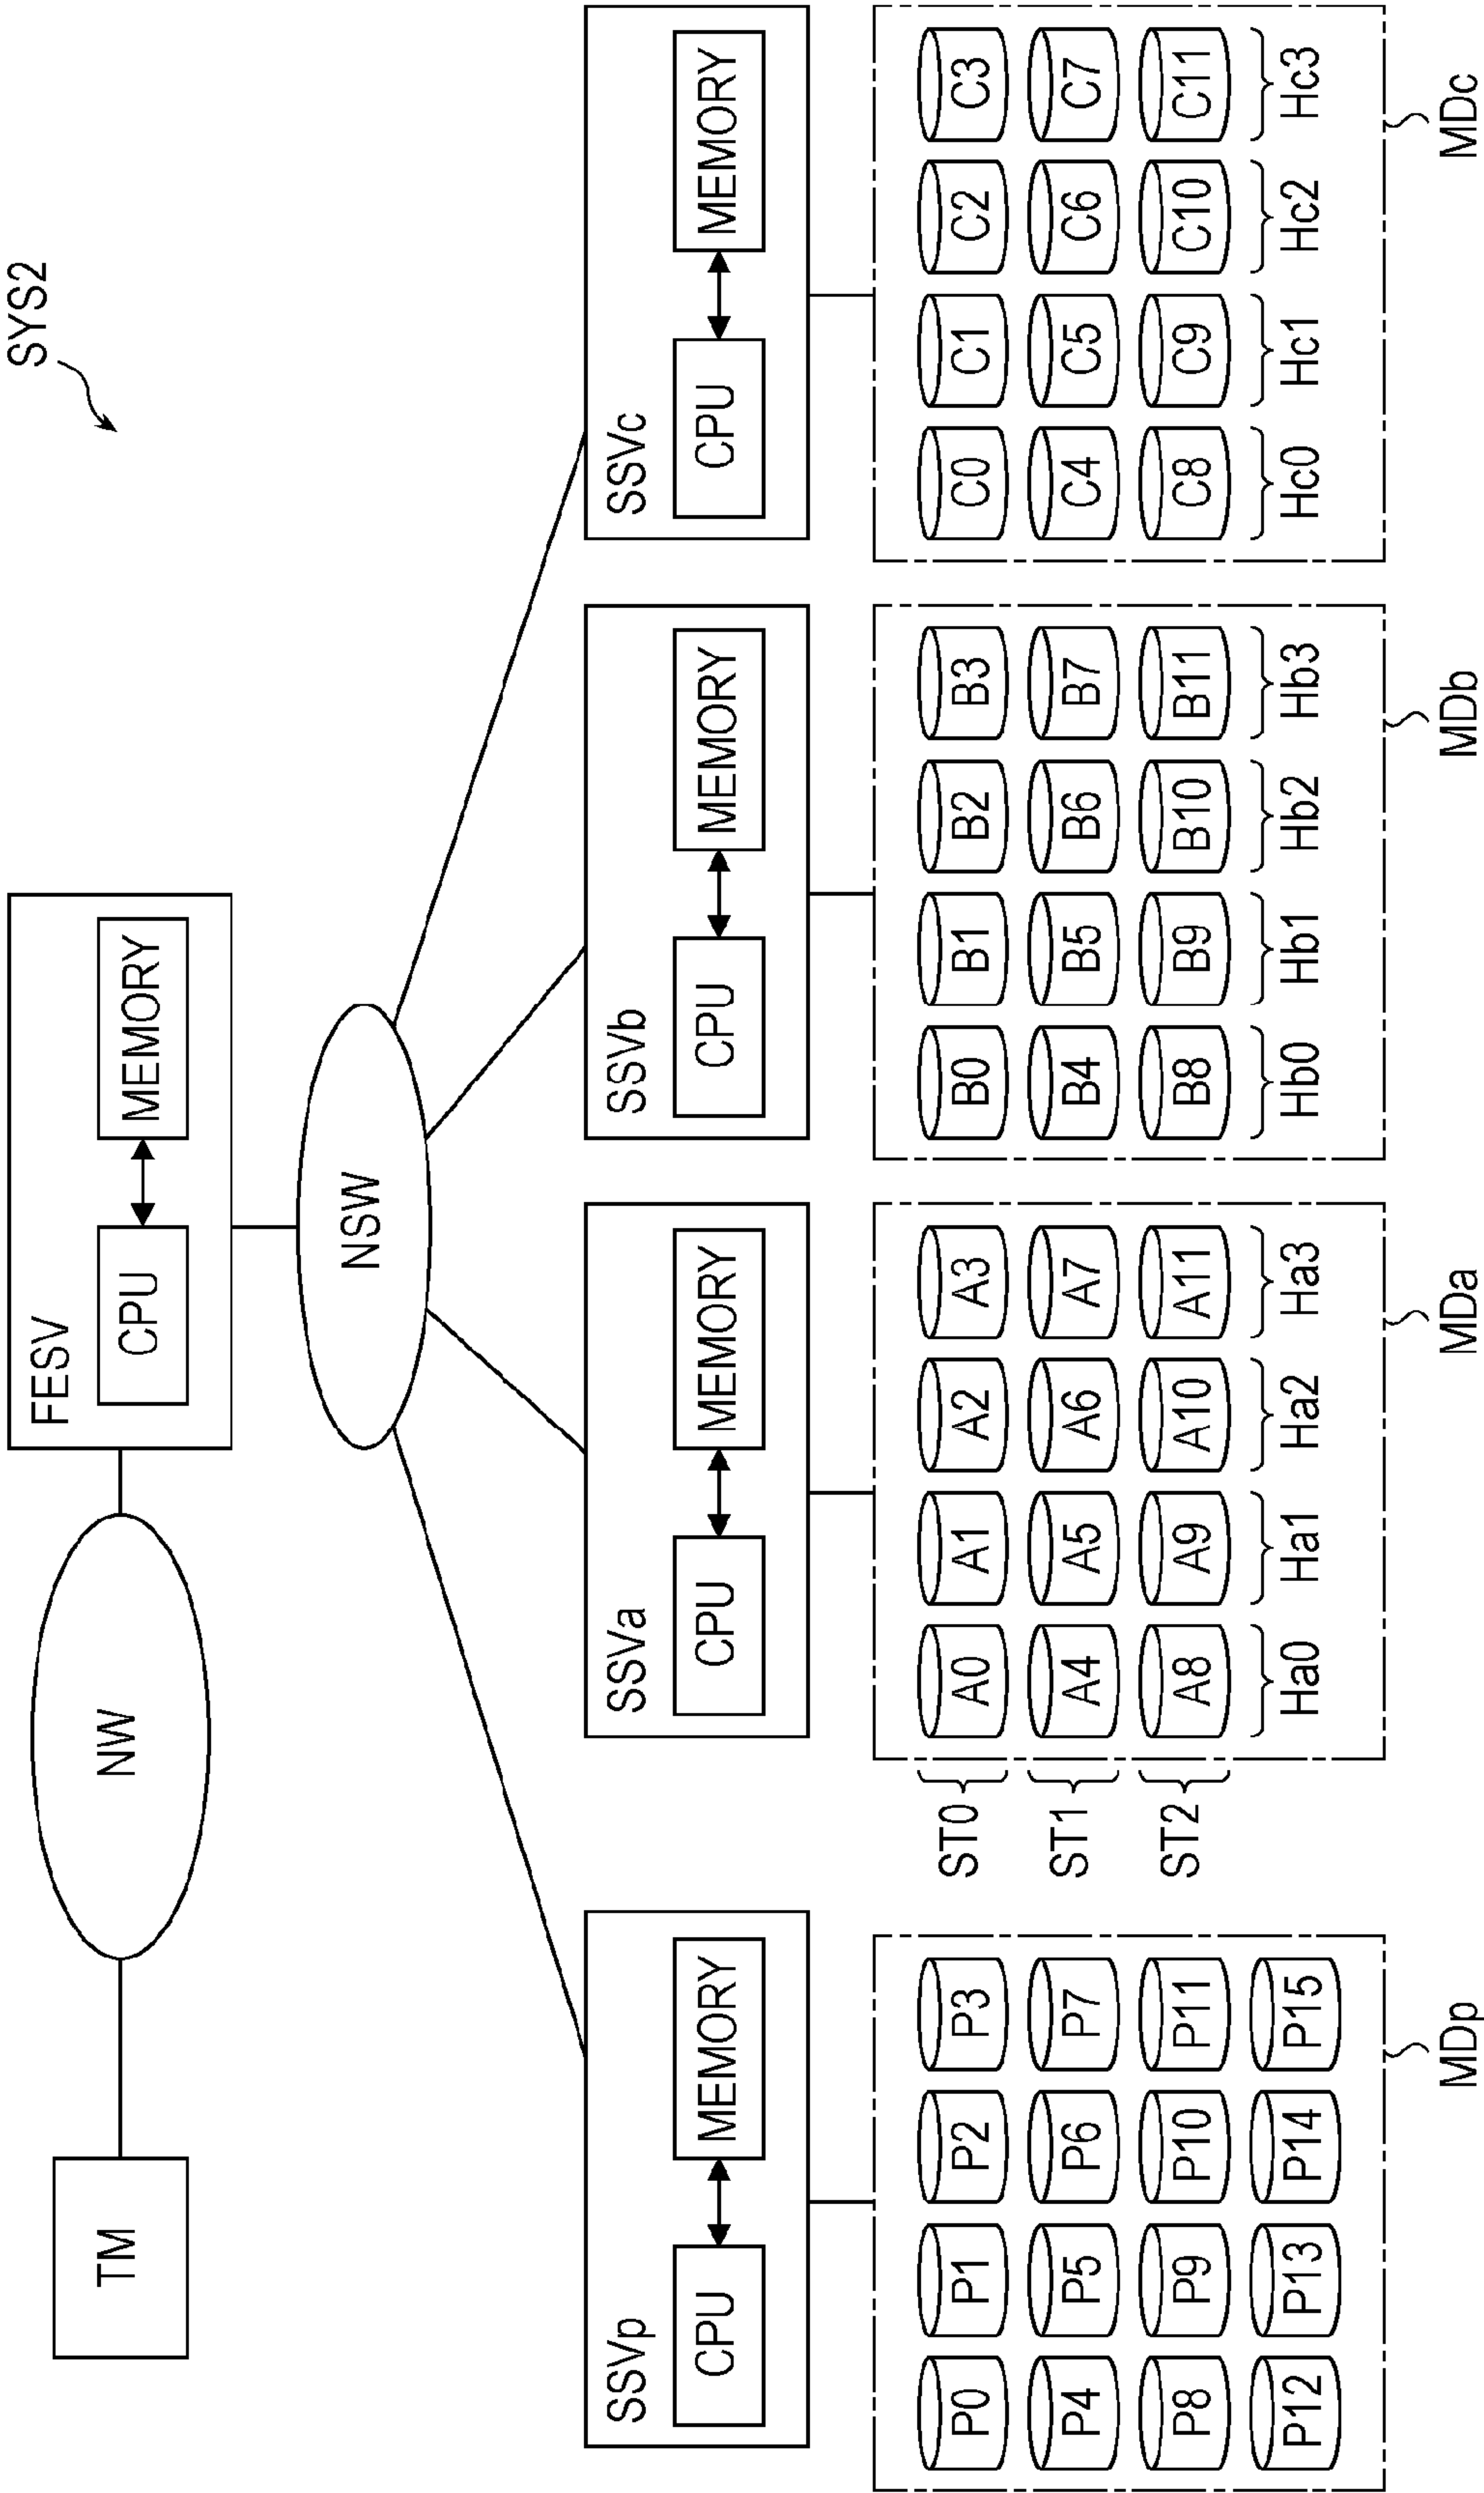 SYS2
TM
NW
FESV
CPU
MEMORY
NSW
SSVp
CPU
MEMORY
SSVa
CPU
MEMORY
SSVb
CPU
MEMORY
SSVc
CPU
MEMORY
P0 P1 P2 P3
P4 P5 P6 P7
P8 P9 P10 P11
P12 P13 P14 P15
MDp
ST0
ST1
ST2
A0 A1 A2 A3
A4 A5 A6 A7
A8 A9 A10 A11
Ha0 Ha1 Ha2 Ha3
MDa
B0 B1 B2 B3
B4 B5 B6 B7
B8 B9 B10 B11
Hb0 Hb1 Hb2 Hb3
MDb
C0 C1 C2 C3
C4 C5 C6 C7
C8 C9 C10 C11
Hc0 Hc1 Hc2 Hc3
MDc